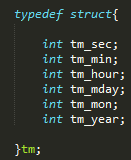 typedef struct{
int tm_sec;
int tm_min;
int tm_hour;
int tm_mday;
int tm_mon;
int tm_year;
}tm;